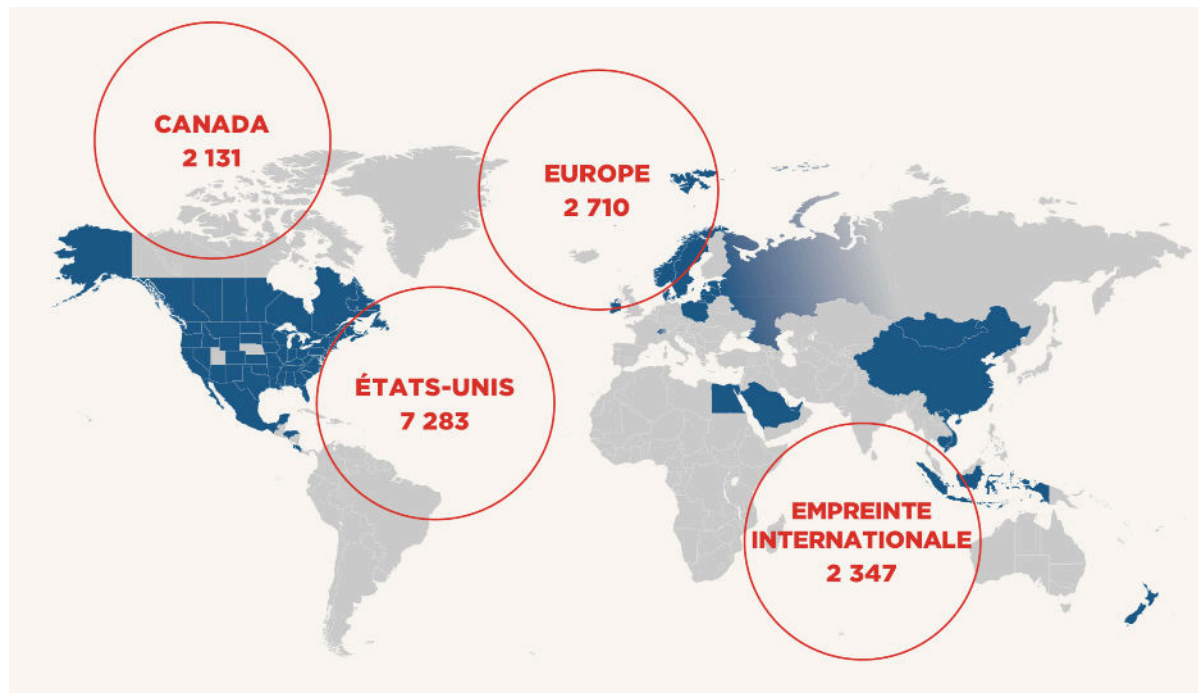 CANADA
2 131
EUROPE
2 710
ÉTATS-UNIS
7 283
EMPREINTE
INTERNATIONALE
2 347